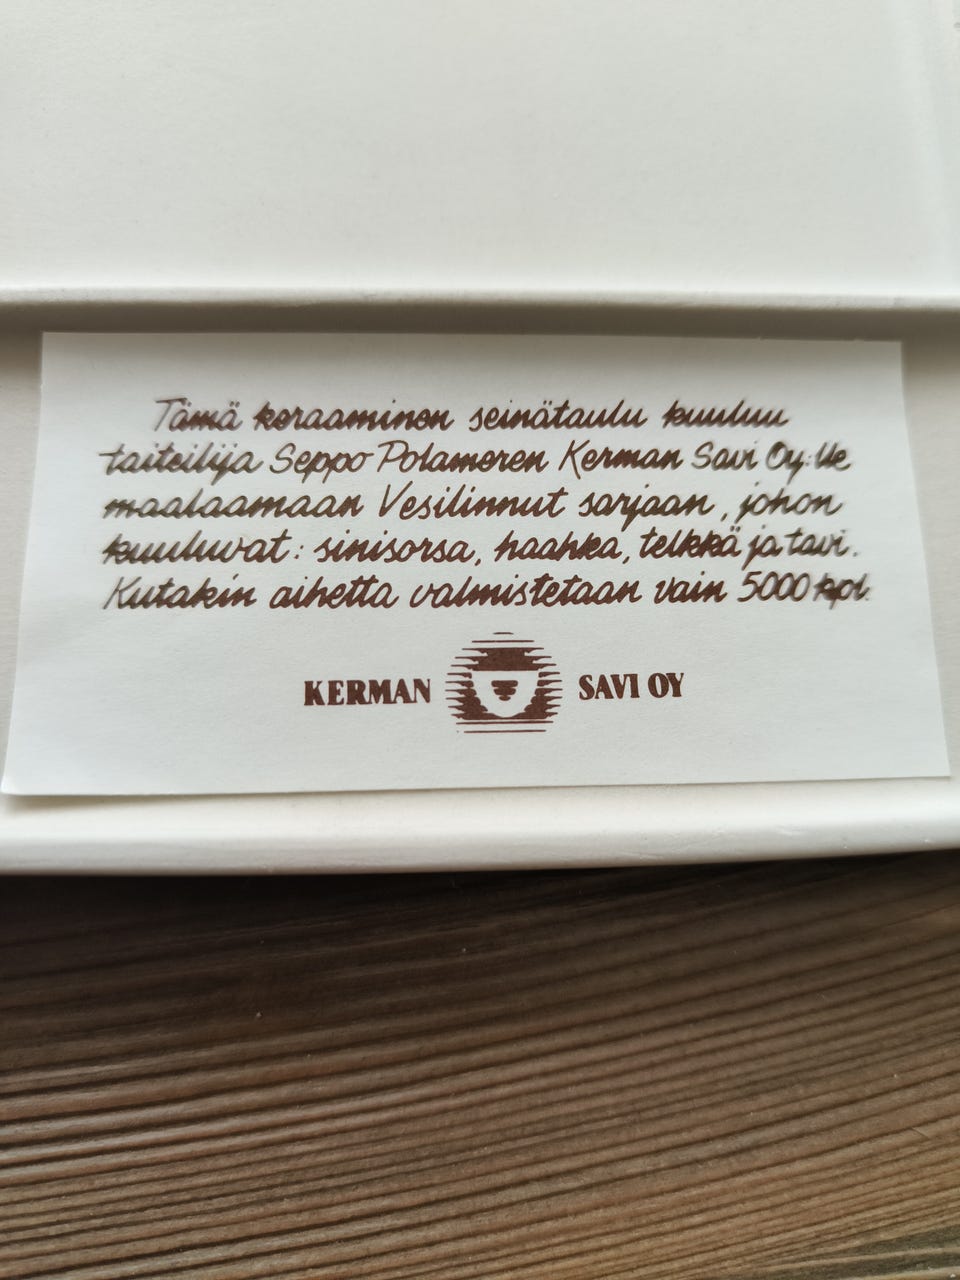 Tämä keraaminen seinätaulu kuuluu
taiteilija Seppo Polameren Kerman Savi Oy:lle
maalaamaan Vesilinnut sarjaan, johon
kuuluvat: sinisorsa, haahka, telkkä ja tavi.
Kutakin aihetta valmistetaan vain 5000 kpl.
KERMAN SAVI OY